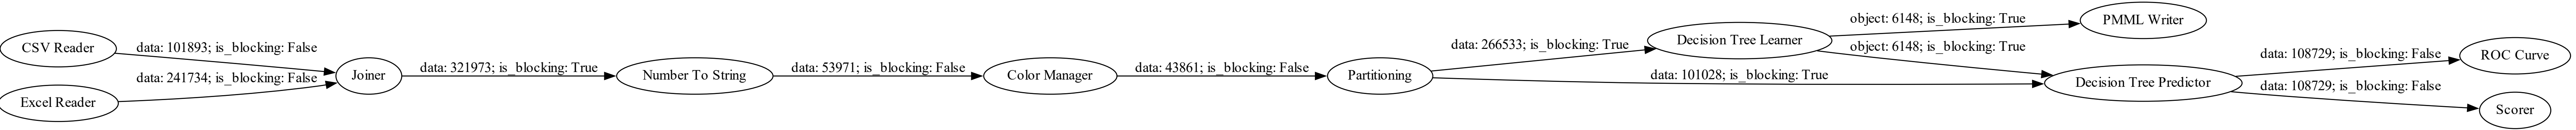 CSV Reader
data: 101893; is_blocking: False
Excel Reader
data: 241734; is_blocking: False
Joiner
data: 321973; is_blocking: True
Number To String
data: 53971; is_blocking: False
Color Manager
data: 43861; is_blocking: False
Partitioning
data: 266533; is_blocking: True
data: 101028; is_blocking: True
Decision Tree Learner
object: 6148; is_blocking: True
object: 6148; is_blocking: True
PMML Writer
Decision Tree Predictor
data: 108729; is_blocking: False
data: 108729; is_blocking: False
ROC Curve
Scorer